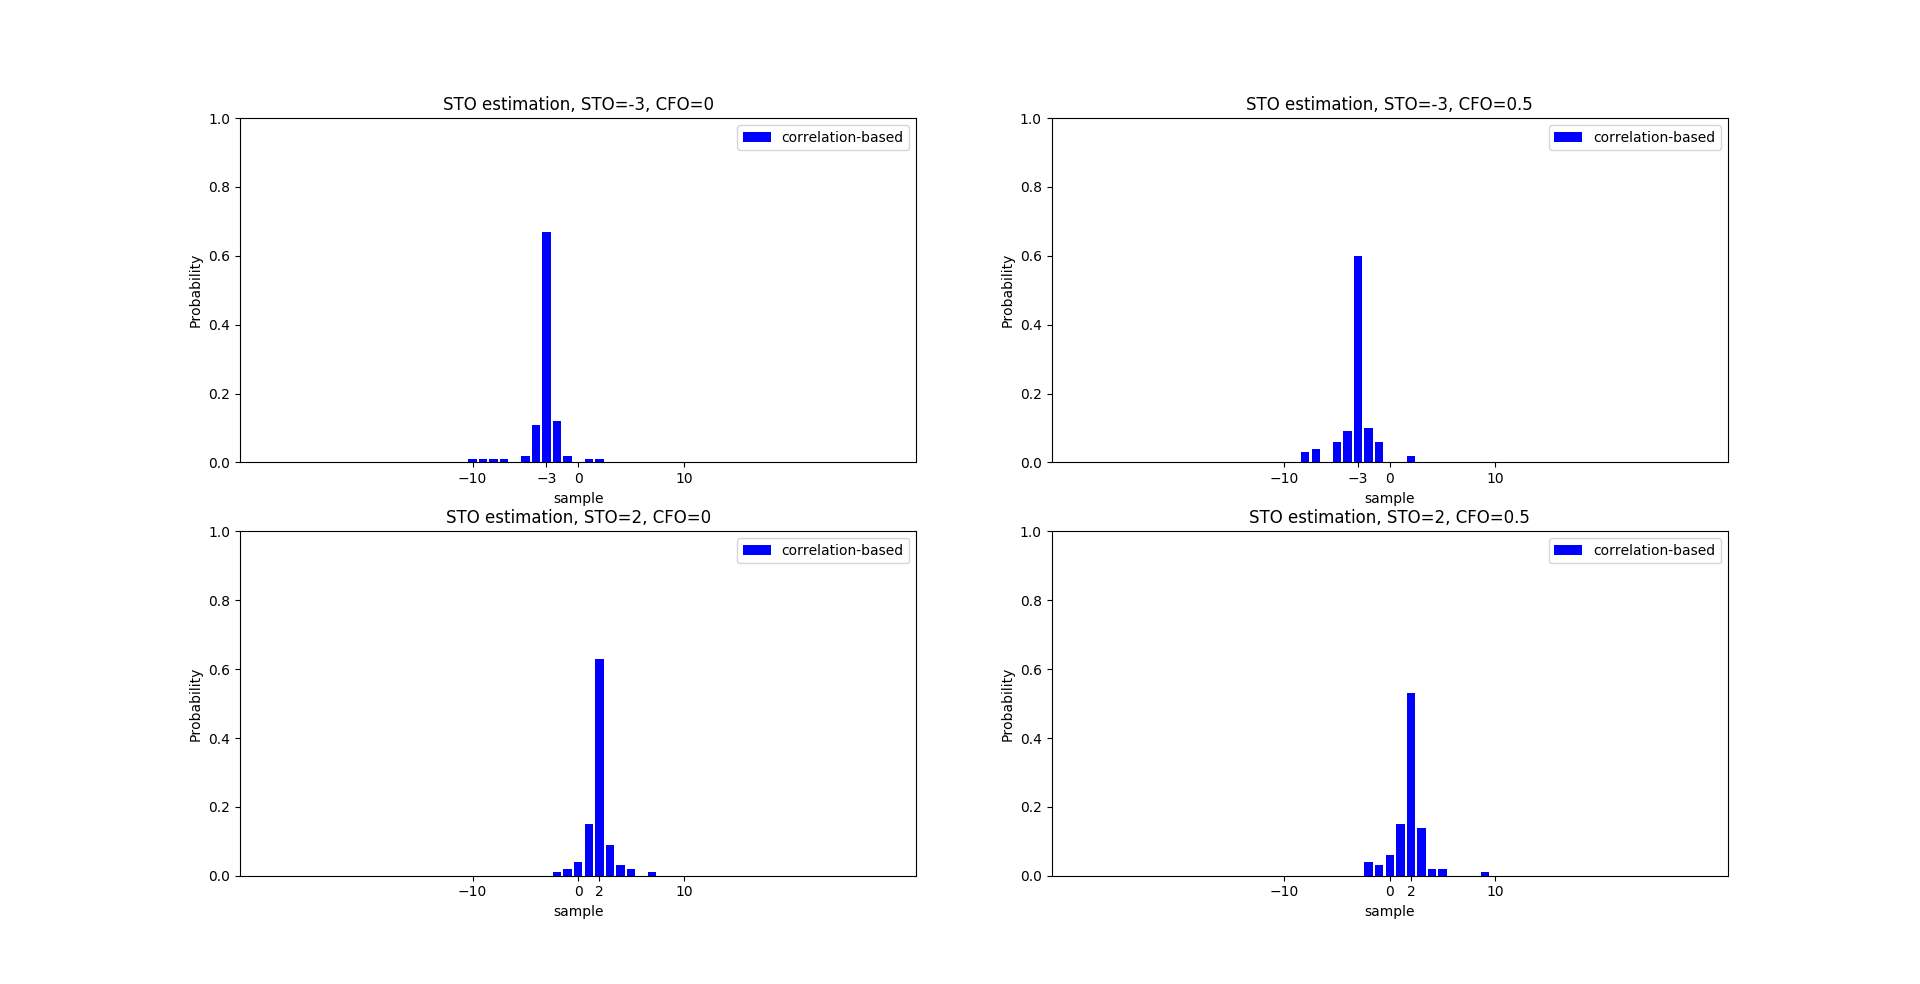 STO estimation, STO=-3, CFO=0
1.0
0.8
0.6
0.4
0.2
0.0
Probability
correlation-based
−10 −3 0 10
sample
STO estimation, STO=-3, CFO=0.5
1.0
0.8
0.6
0.4
0.2
0.0
Probability
correlation-based
−10 −3 0 10
sample
STO estimation, STO=2, CFO=0
1.0
0.8
0.6
0.4
0.2
0.0
Probability
correlation-based
−10 0 2 10
sample
STO estimation, STO=2, CFO=0.5
1.0
0.8
0.6
0.4
0.2
0.0
Probability
correlation-based
−10 0 2 10
sample